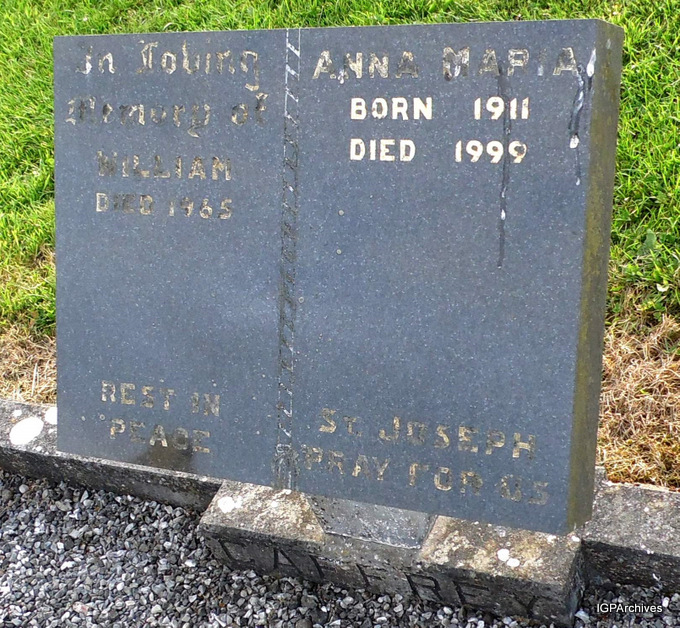 In Loving
Memory of
WILLIAM
DIED 1965
REST IN
PEACE
ANNA MARIA
BORN 1911
DIED 1999
ST. JOSEPH
PRAY FOR US
CAFFREY
IGPArchives